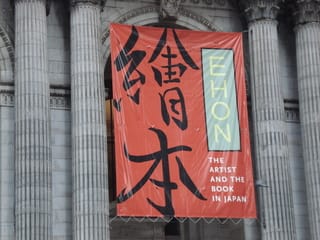 繪本
EHON
THE
ARTIST
AND THE
BOOK
IN JAPAN